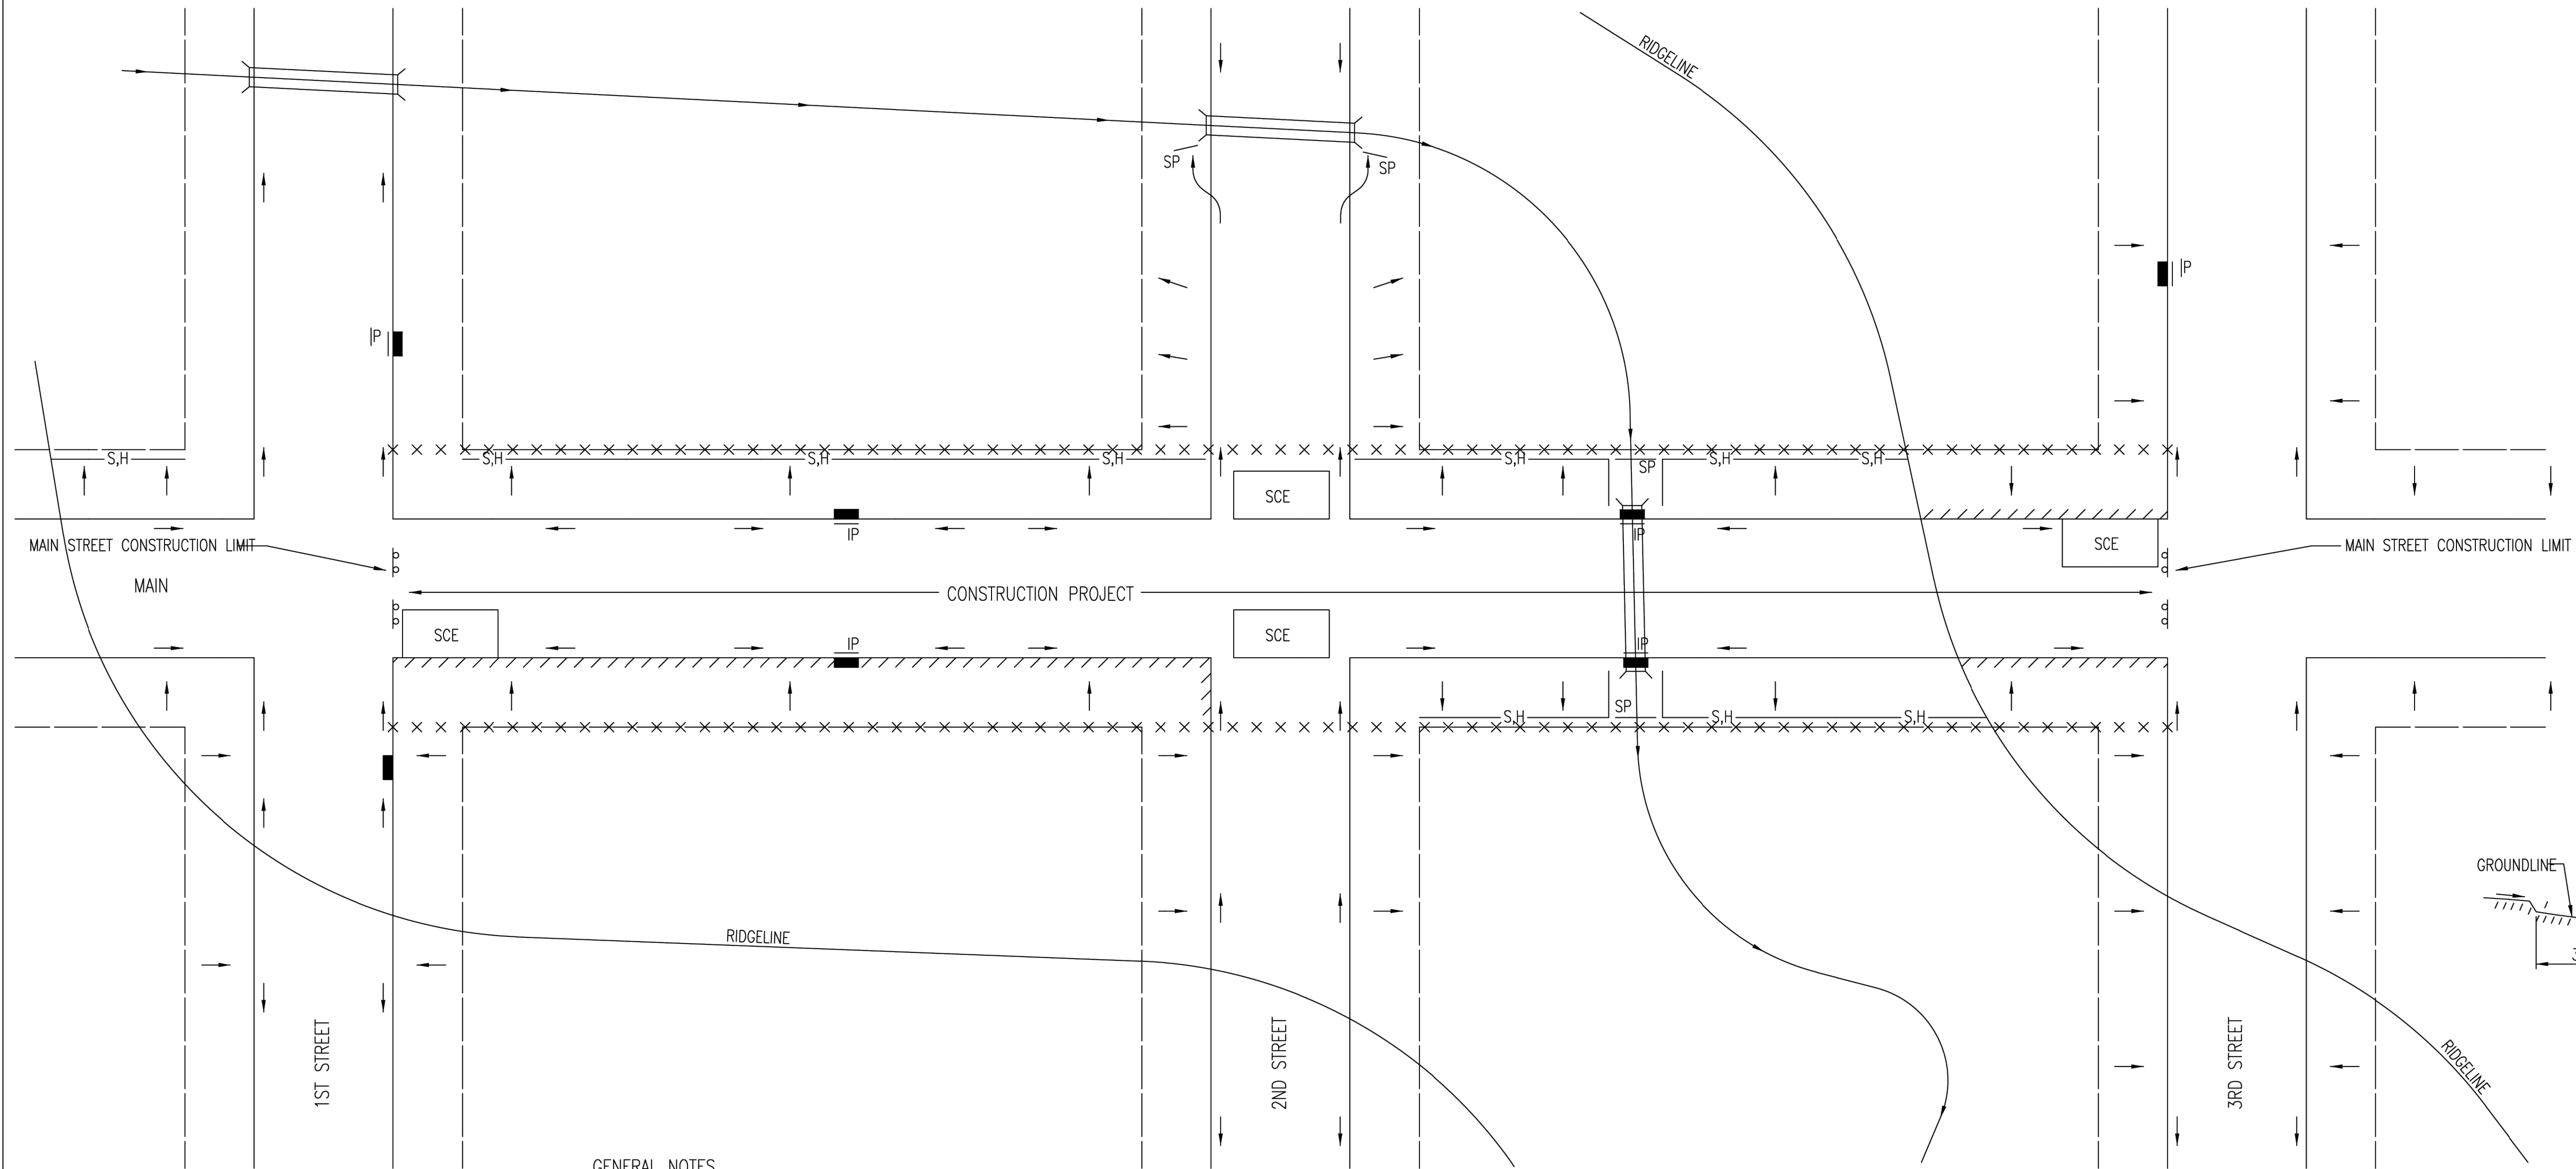 RIDGELINE
SP
SP
IP
IP
S,H
S,H
S,H
S,H
S,H
SP
S,H
S,H
SCE
IP
IP
SCE
MAIN STREET CONSTRUCTION LIMIT
MAIN STREET CONSTRUCTION LIMIT
MAIN
CONSTRUCTION PROJECT
SCE
SCE
IP
IP
S,H
SP
S,H
S,H
GROUNDLINE
RIDGELINE
1ST STREET
2ND STREET
3RD STREET
RIDGELINE
GENERAL NOTES